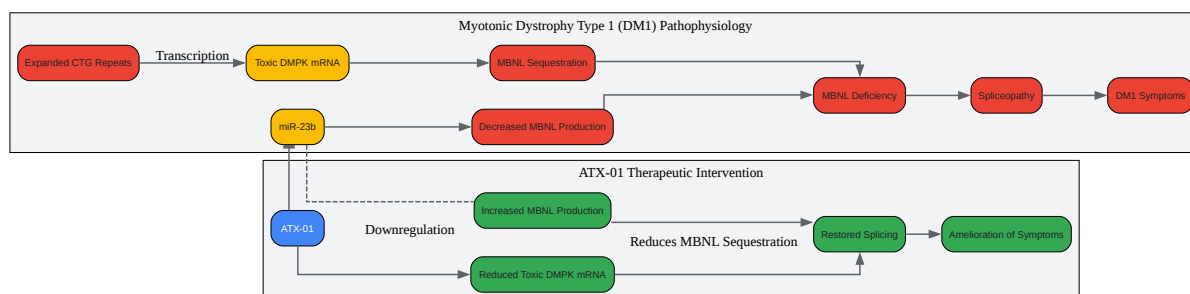 Myotonic Dystrophy Type 1 (DM1) Pathophysiology
Expanded CTG Repeats
Transcription
Toxic DMPK mRNA
MBNL Sequestration
MBNL Deficiency
Spliceopathy
DM1 Symptoms
miR-23b
Decreased MBNL Production
ATX-01 Therapeutic Intervention
Increased MBNL Production
ATX-01
Downregulation
Reduces MBNL Sequestration
Restored Splicing
Amelioration of Symptoms
Reduced Toxic DMPK mRNA